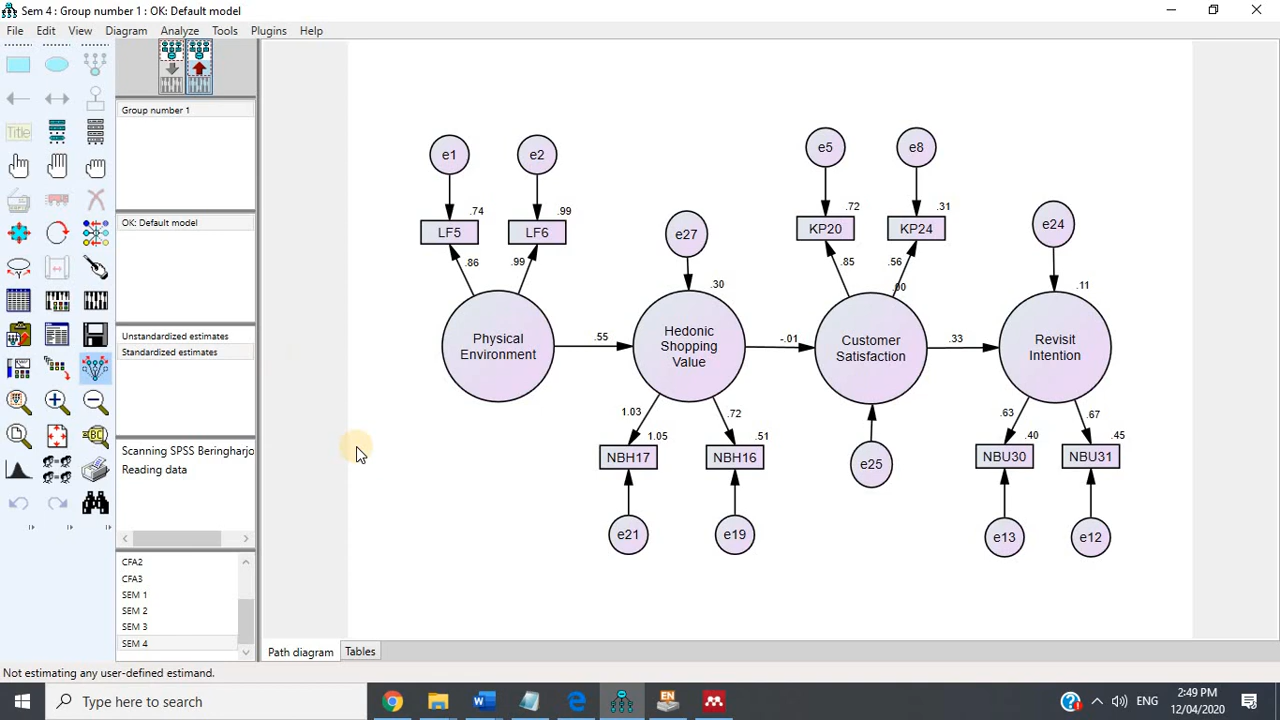 Sem 4 : Group number 1 : OK: Default model
File Edit View Diagram Analyze Tools Plugins Help
Title
Group number 1
OK: Default model
Unstandardized estimates
Standardized estimates
Scanning SPSS Beringharjo
Reading data
CFA2
CFA3
SEM 1
SEM 2
SEM 3
SEM 4
e1 e2 e5 e8
.74 .99 .72 .31
LF5 LF6 e27 KP20 KP24 e24
.86 .99 .85 .56
.30 .00 .11
Physical
Environment
.55
Hedonic
Shopping
Value
-.01
Customer
Satisfaction
.33
Revisit
Intention
1.03 .72 .63 .67
1.05 .51 .40 .45
NBH17 NBH16 e25 NBU30 NBU31
e21 e19 e13 e12
Path diagram Tables
Not estimating any user-defined estimand.
Type here to search
EN
ENG
2:49 PM
12/04/2020